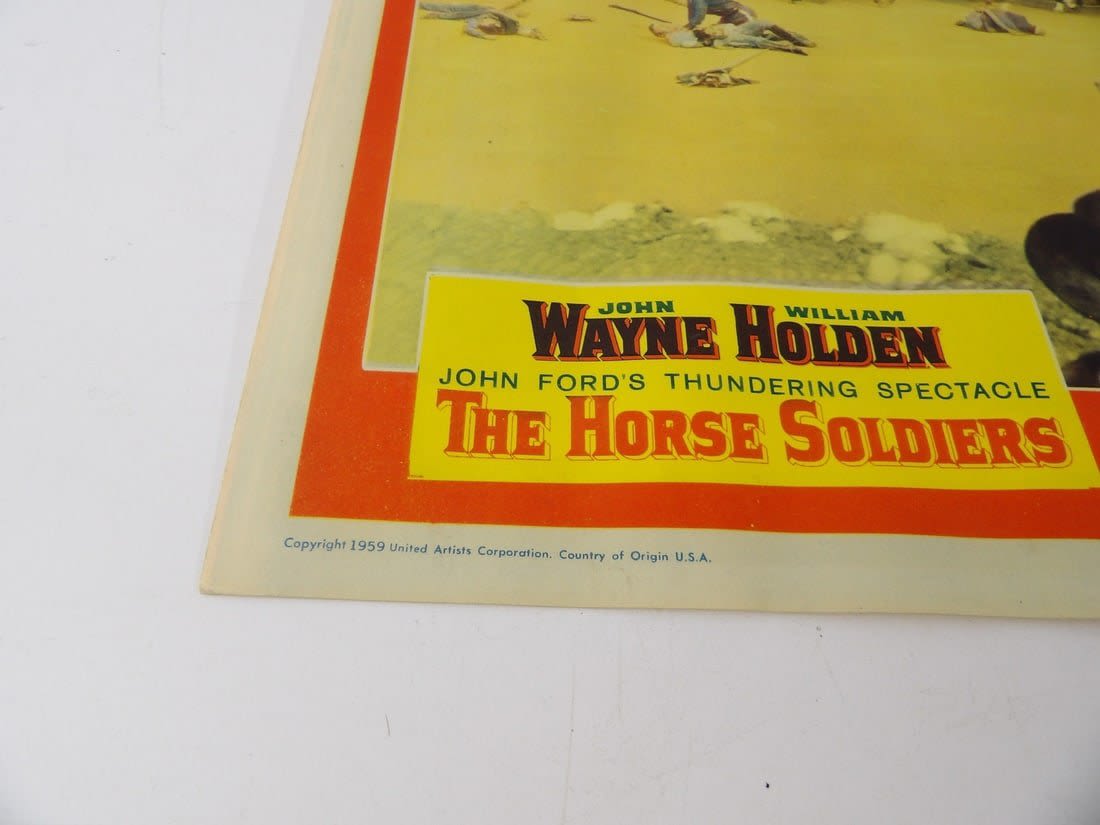 JOHN WILLIAM
WAYNE HOLDEN
JOHN FORD'S THUNDERING SPECTACLE
THE HORSE SOLDIERS
Copyright 1959 United Artists Corporation. Country of Origin U.S.A.